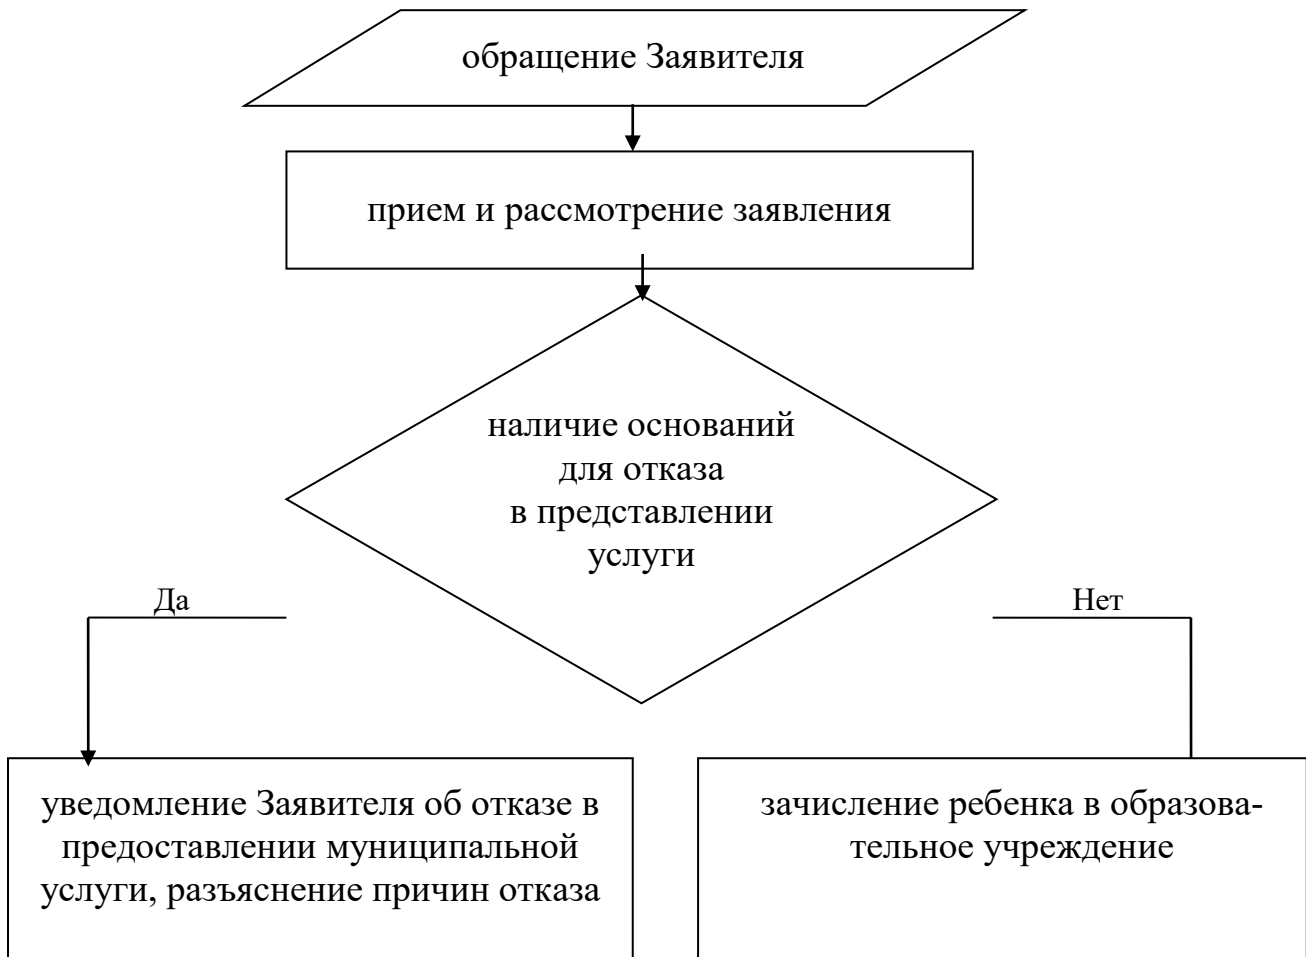 обращение Заявителя
прием и рассмотрение заявления
наличие оснований
для отказа
в представлении
услуги
Да
Нет
уведомление Заявителя об отказе в
предоставлении муниципальной
услуги, разъяснение причин отказа
зачисление ребенка в образова-
тельное учреждение